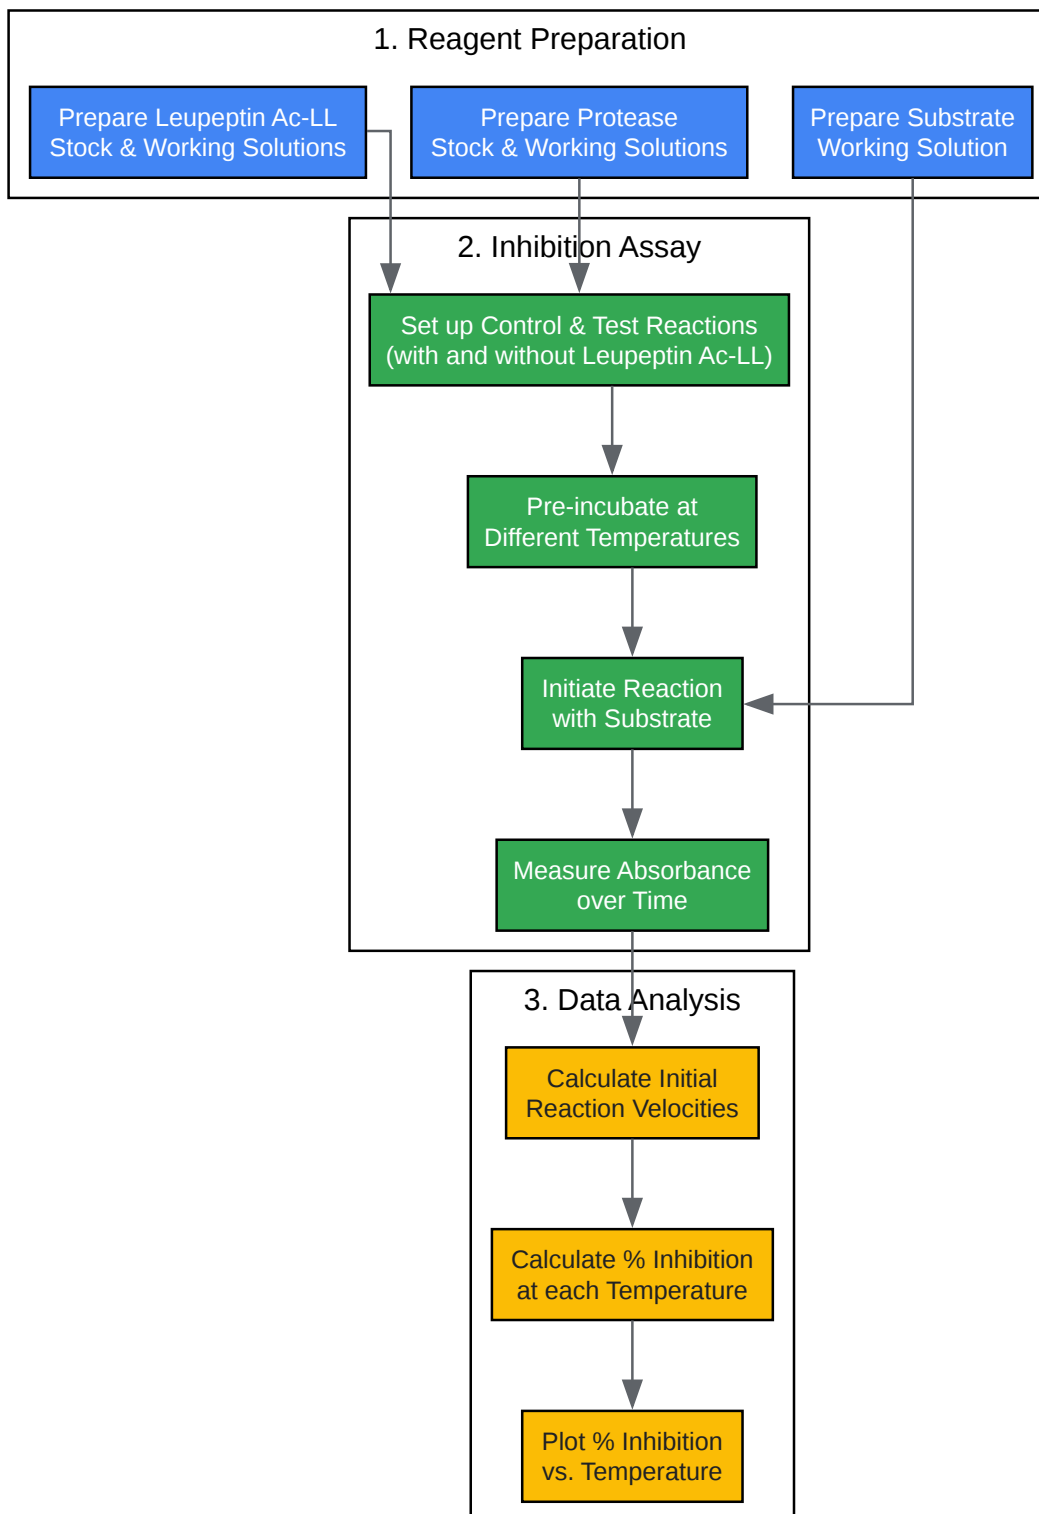 1. Reagent Preparation
Prepare Leupeptin Ac-LL
Stock & Working Solutions
Prepare Protease
Stock & Working Solutions
Prepare Substrate
Working Solution
2. Inhibition Assay
Set up Control & Test Reactions
(with and without Leupeptin Ac-LL)
Pre-incubate at
Different Temperatures
Initiate Reaction
with Substrate
Measure Absorbance
over Time
3. Data Analysis
Calculate Initial
Reaction Velocities
Calculate % Inhibition
at each Temperature
Plot % Inhibition
vs. Temperature